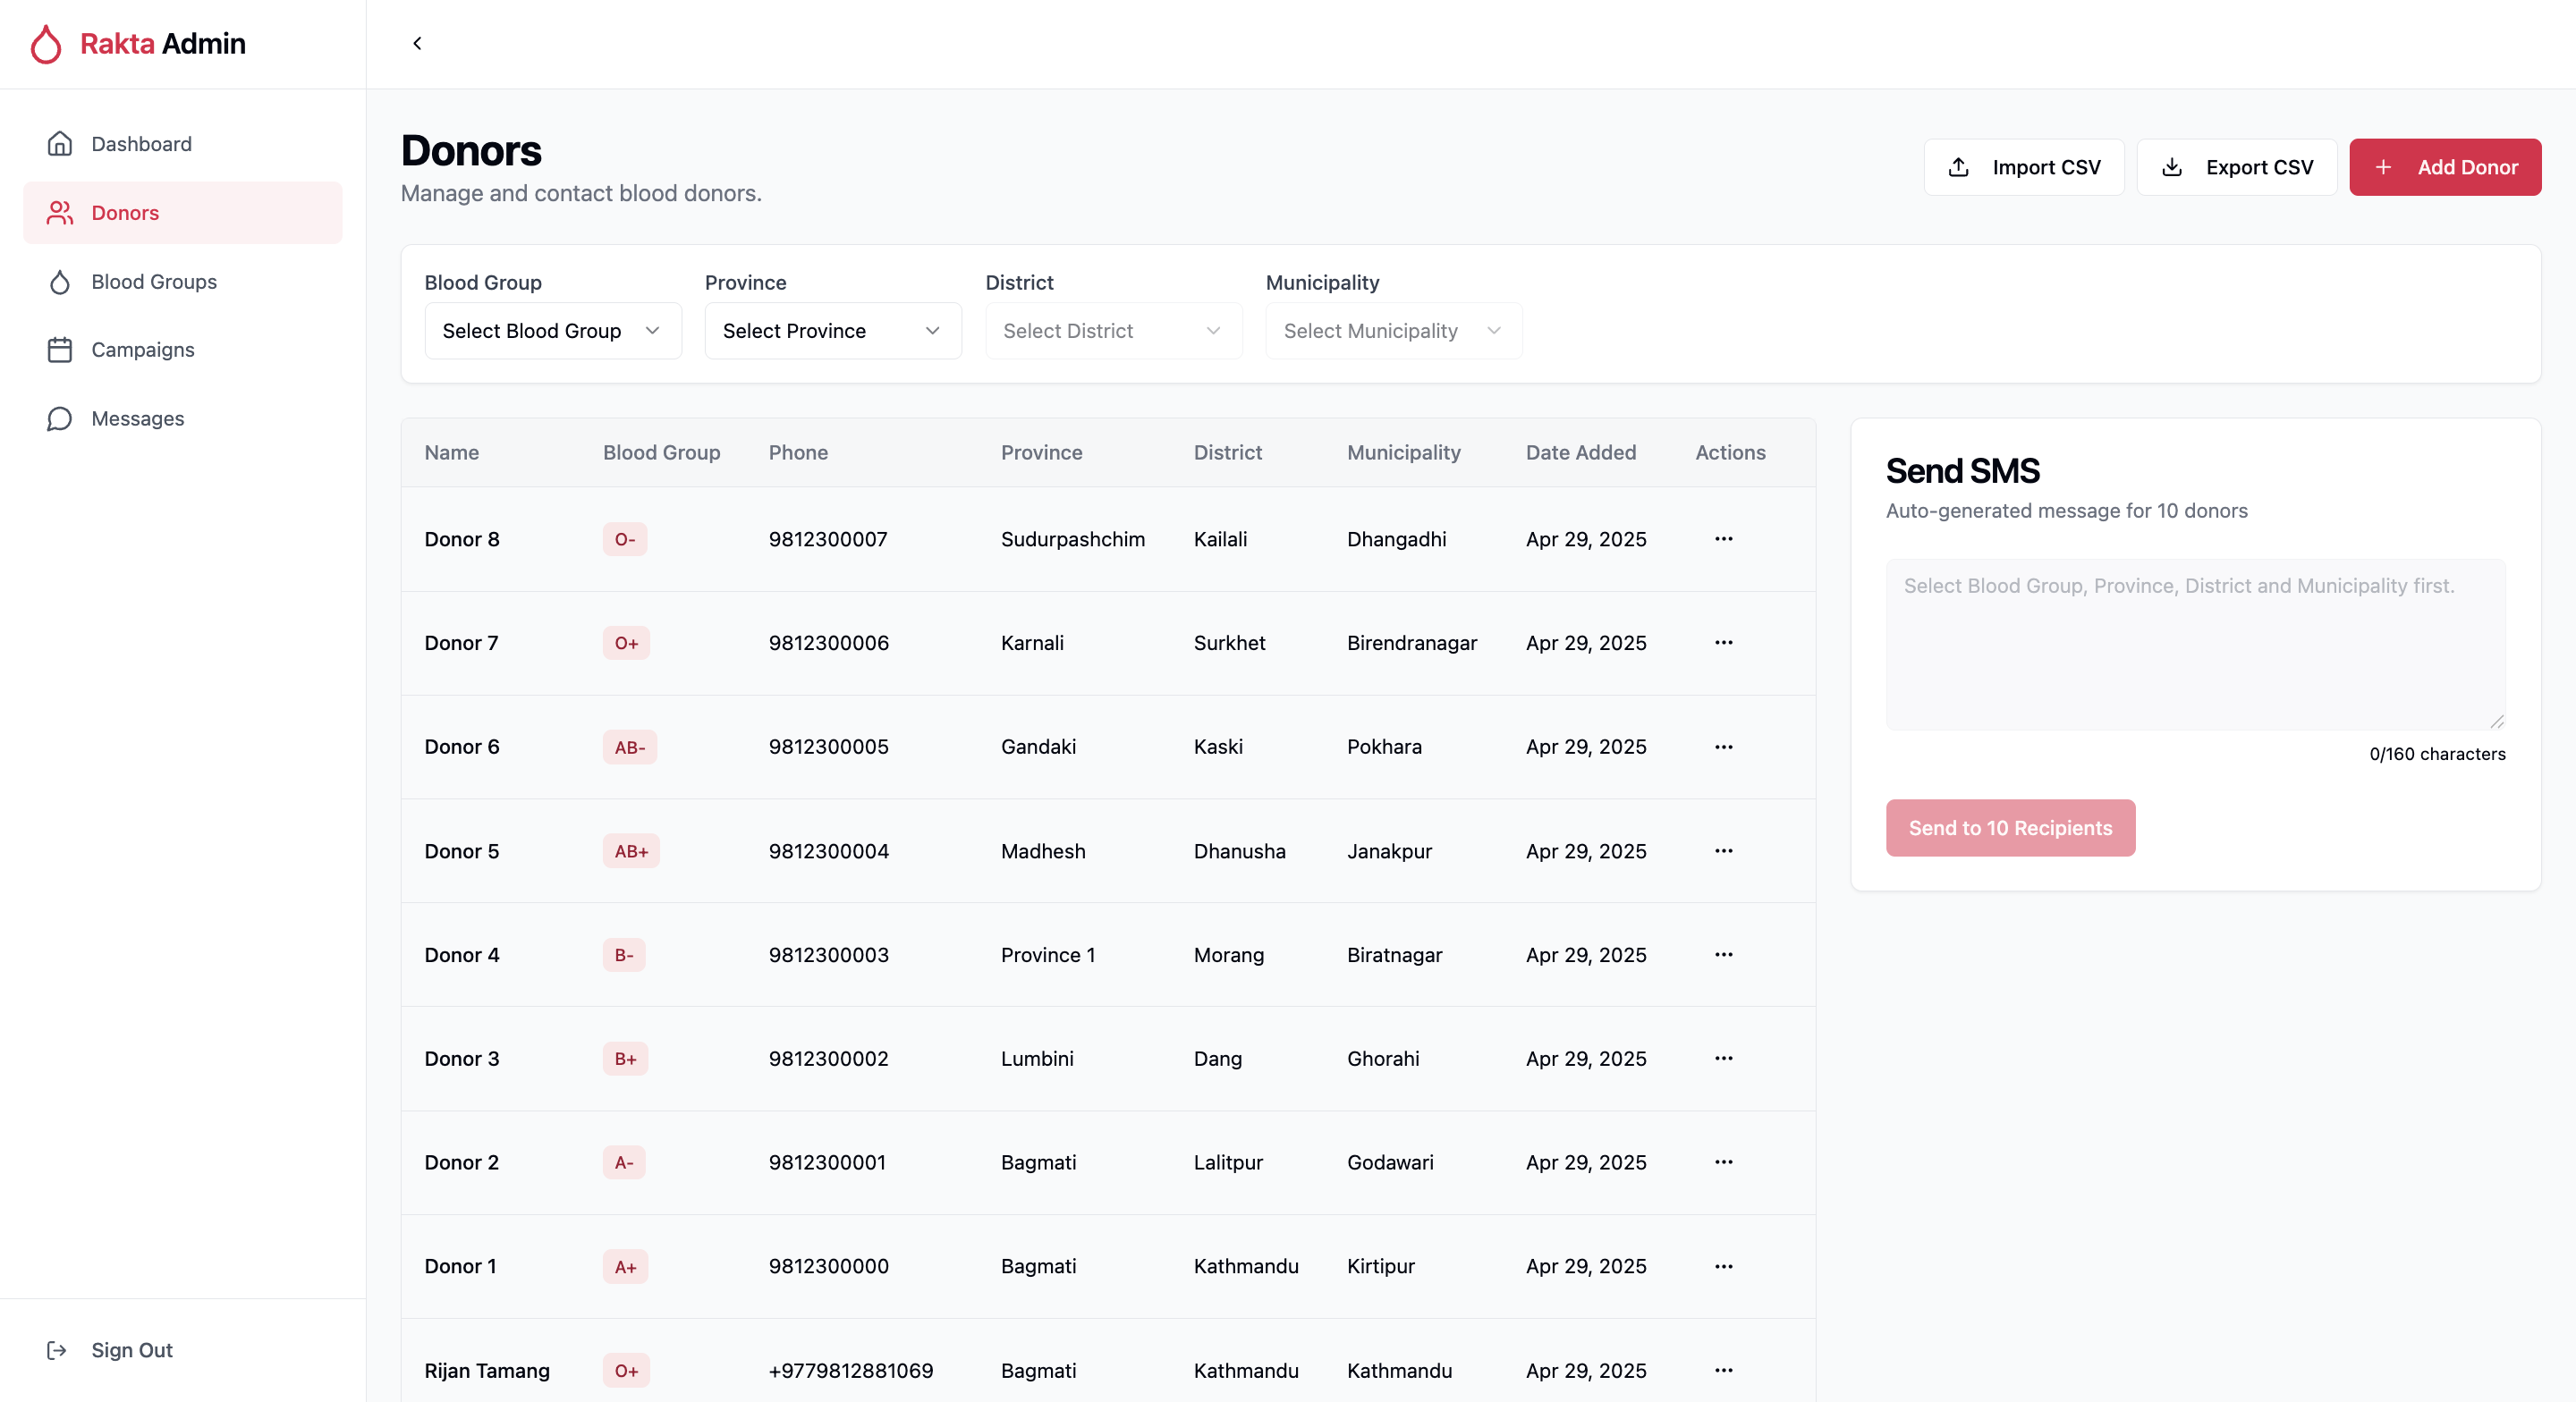 Rakta Admin
Dashboard
Donors
Blood Groups
Campaigns
Messages
Sign Out
Donors
Manage and contact blood donors.
Import CSV
Export CSV
Add Donor
Blood Group Province District Municipality
Select Blood Group Select Province Select District Select Municipality
Name Blood Group Phone Province District Municipality Date Added Actions
Donor 8 O- 9812300007 Sudurpashchim Kailali Dhangadhi Apr 29, 2025 ...
Donor 7 O+ 9812300006 Karnali Surkhet Birendranagar Apr 29, 2025 ...
Donor 6 AB- 9812300005 Gandaki Kaski Pokhara Apr 29, 2025 ...
Donor 5 AB+ 9812300004 Madhesh Dhanusha Janakpur Apr 29, 2025 ...
Donor 4 B- 9812300003 Province 1 Morang Biratnagar Apr 29, 2025 ...
Donor 3 B+ 9812300002 Lumbini Dang Ghorahi Apr 29, 2025 ...
Donor 2 A- 9812300001 Bagmati Lalitpur Godawari Apr 29, 2025 ...
Donor 1 A+ 9812300000 Bagmati Kathmandu Kirtipur Apr 29, 2025 ...
Rijan Tamang O+ +9779812881069 Bagmati Kathmandu Kathmandu Apr 29, 2025 ...
Send SMS
Auto-generated message for 10 donors
Select Blood Group, Province, District and Municipality first.
0/160 characters
Send to 10 Recipients